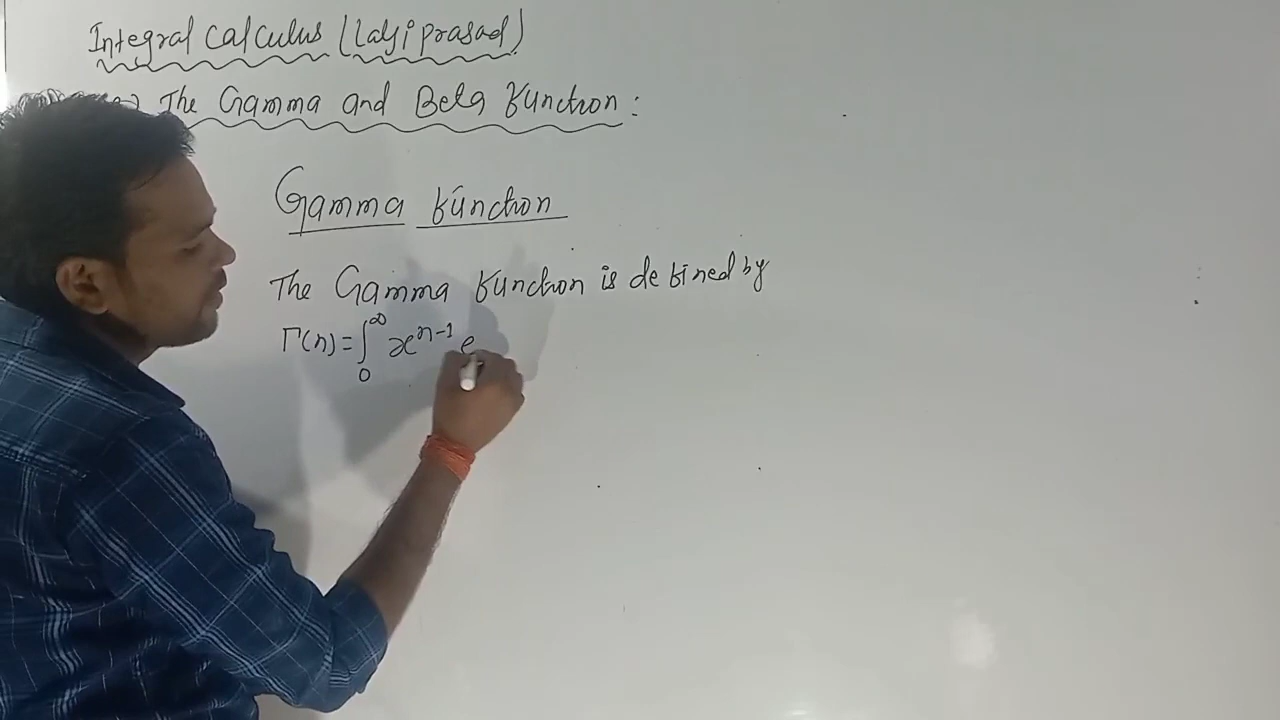 Integral Calculus (Lalji prasad)
The Gamma and Beta Function :
Gamma Function
The Gamma Function is defined by
Γ(n) = ∫₀^∞ x^{n-1} e